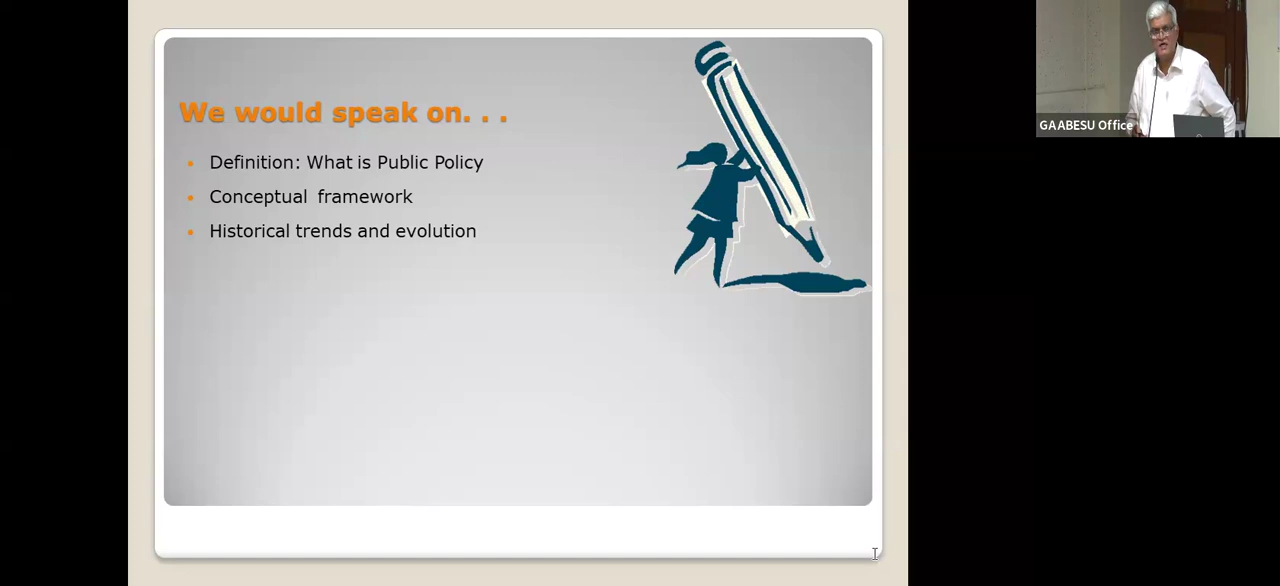 We would speak on. . .
Definition: What is Public Policy
Conceptual framework
Historical trends and evolution
GAABESU Office